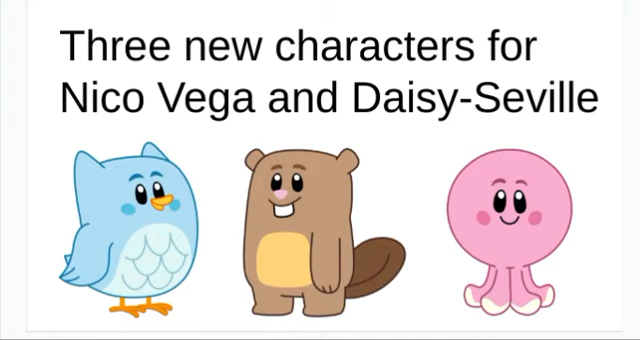 Three new characters for
Nico Vega and Daisy-Seville